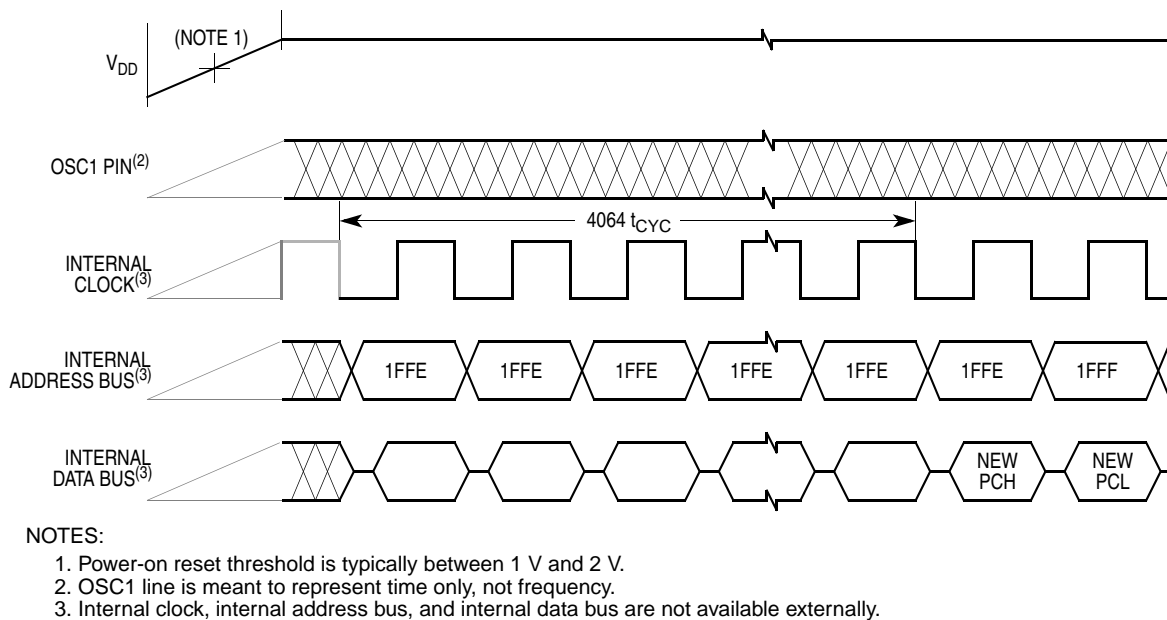 (NOTE 1)
VDD
OSC1 PIN(2)
4064 tCYC
INTERNAL
CLOCK(3)
INTERNAL
ADDRESS BUS(3)
1FFE 1FFE 1FFE 1FFE 1FFE 1FFE 1FFF
INTERNAL
DATA BUS(3)
NEW
PCH
NEW
PCL
NOTES:
1. Power-on reset threshold is typically between 1 V and 2 V.
2. OSC1 line is meant to represent time only, not frequency.
3. Internal clock, internal address bus, and internal data bus are not available externally.